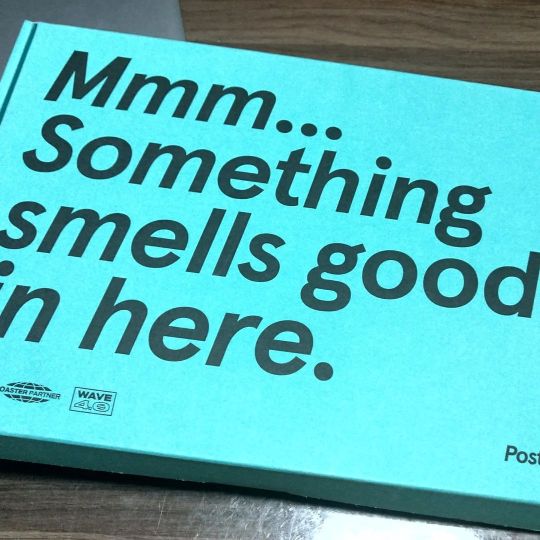 Mmm...
Something
smells good
in here.
ROASTER PARTNER
WAVE
4.0
Post